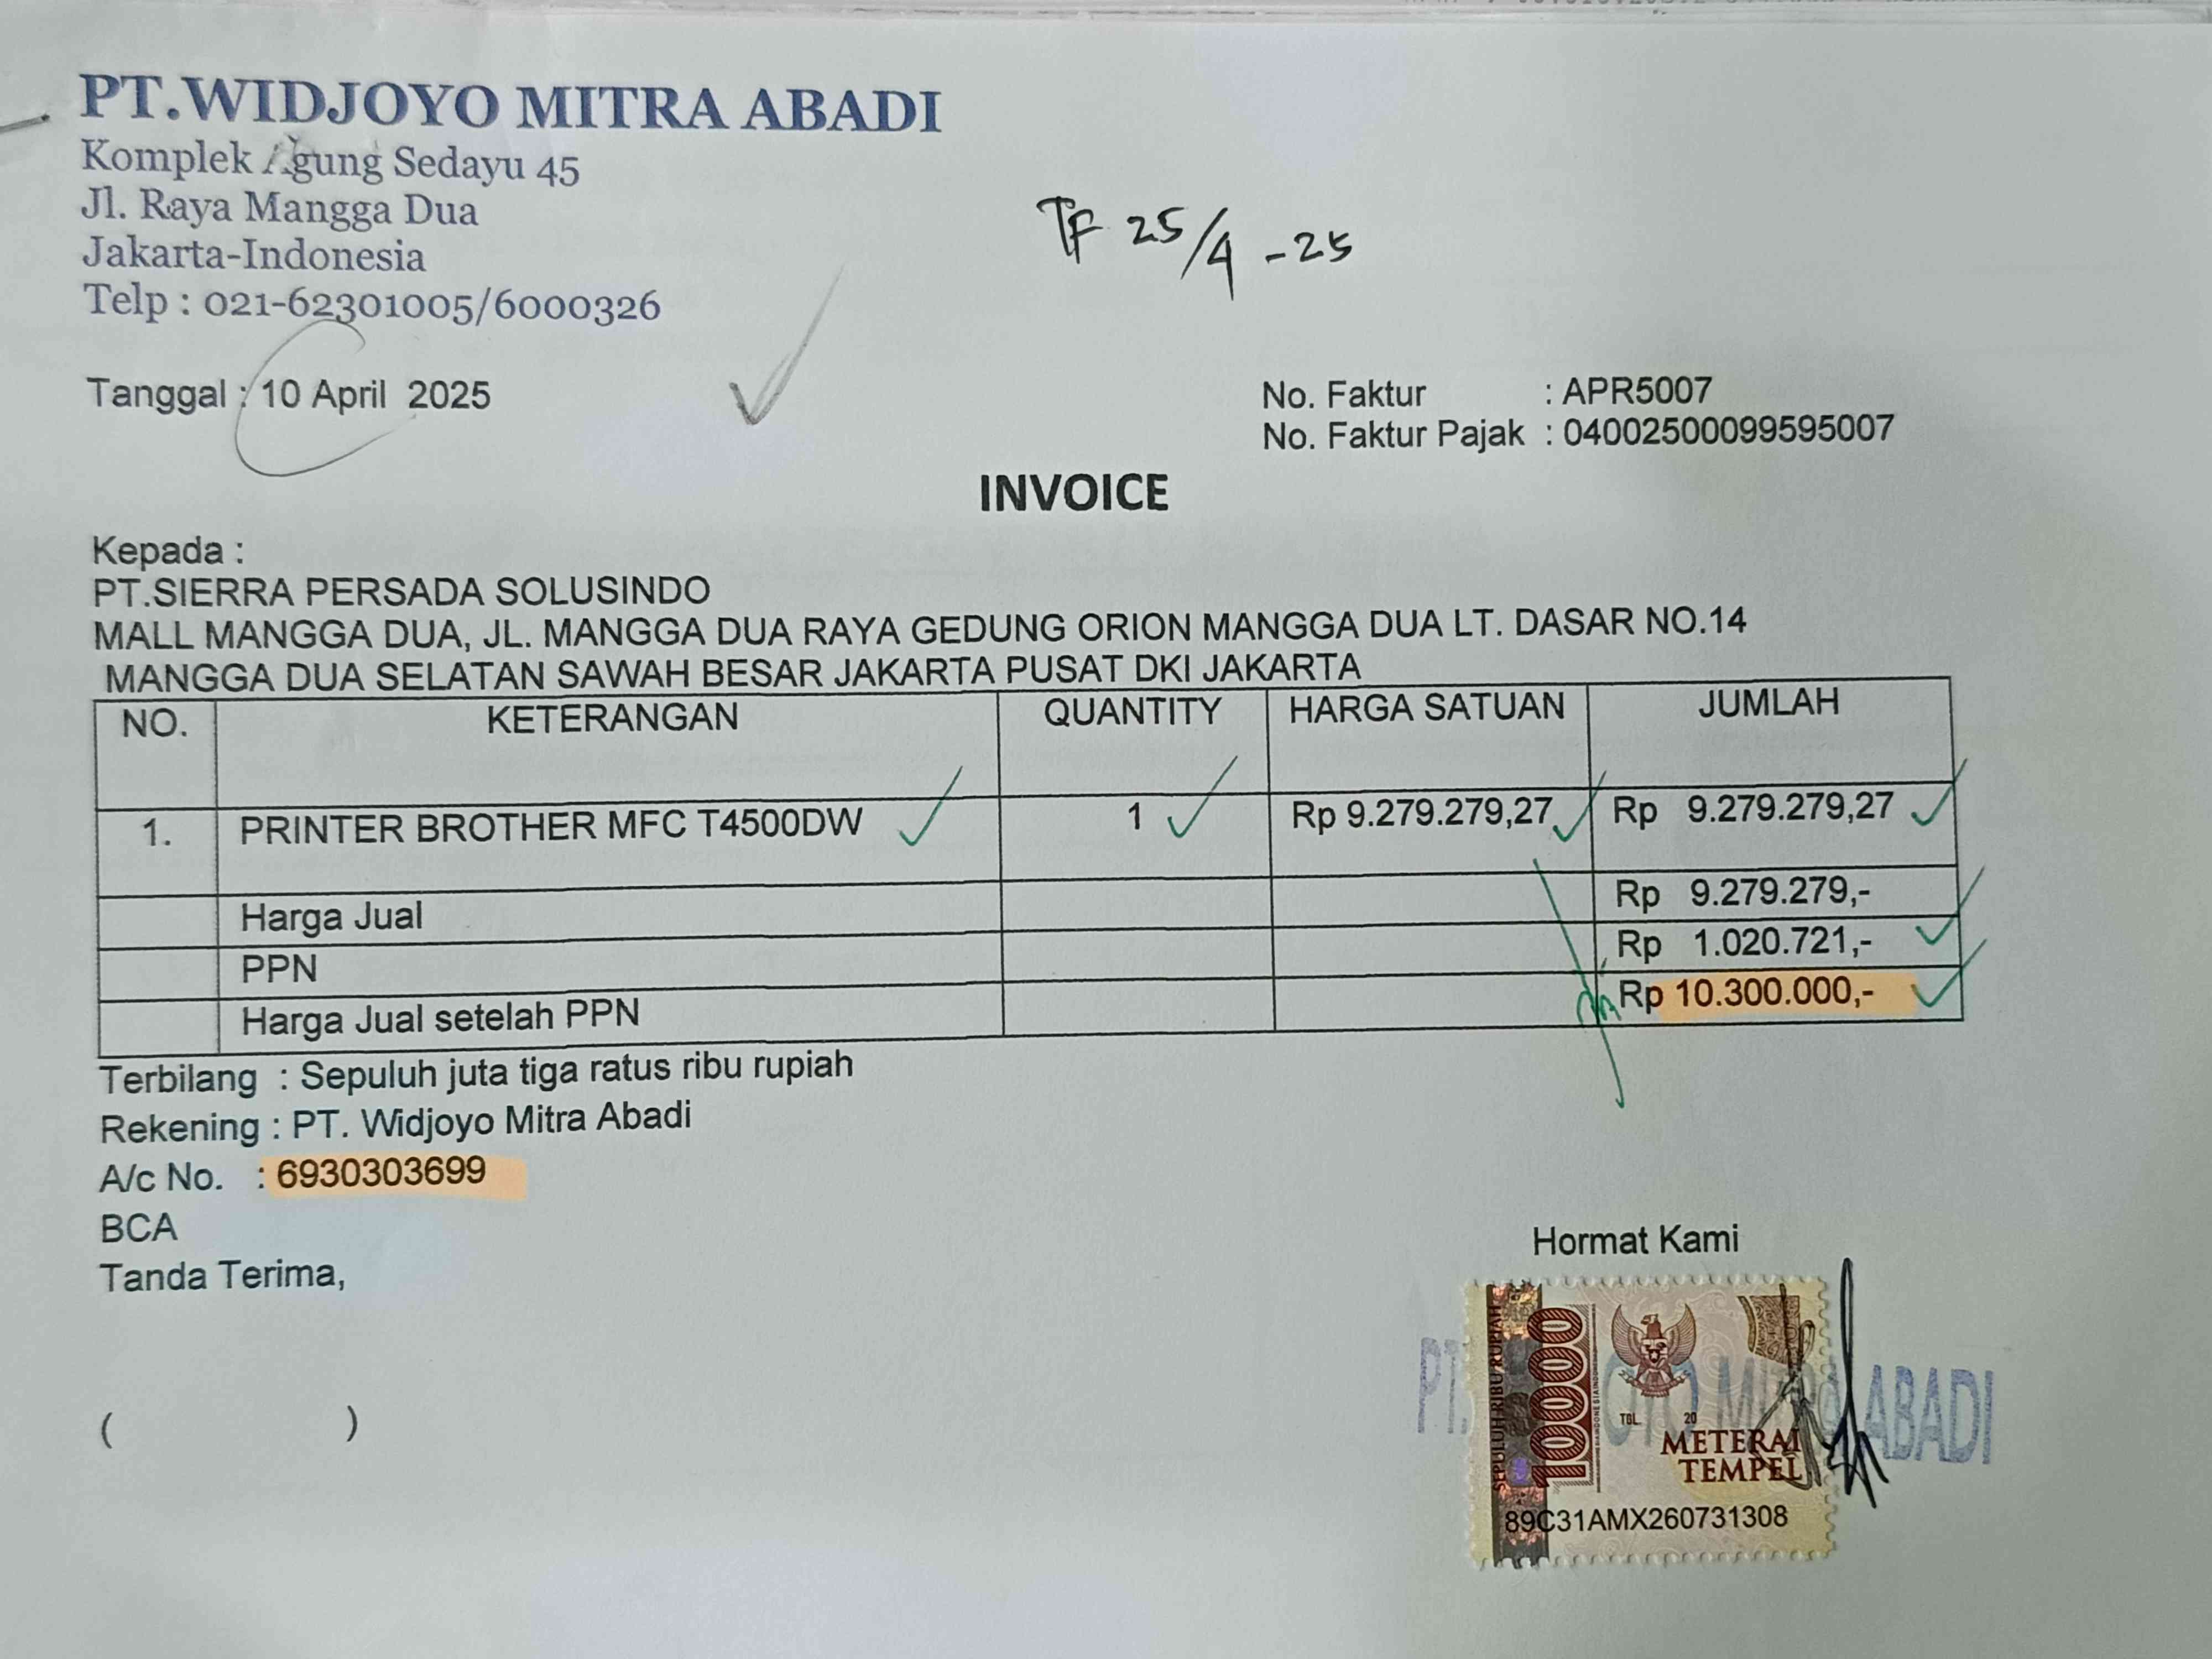 PT.WIDJOYO MITRA ABADI
Komplek Agung Sedayu 45
Jl. Raya Mangga Dua
Jakarta-Indonesia
Telp : 021-62301005/6000326
TF 25/4 -25
Tanggal : 10 April 2025
No. Faktur : APR5007
No. Faktur Pajak : 04002500099595007
INVOICE
Kepada :
PT.SIERRA PERSADA SOLUSINDO
MALL MANGGA DUA, JL. MANGGA DUA RAYA GEDUNG ORION MANGGA DUA LT. DASAR NO.14
MANGGA DUA SELATAN SAWAH BESAR JAKARTA PUSAT DKI JAKARTA
NO. KETERANGAN QUANTITY HARGA SATUAN JUMLAH
1. PRINTER BROTHER MFC T4500DW 1 Rp 9.279.279,27 Rp 9.279.279,27
Harga Jual Rp 9.279.279,-
PPN Rp 1.020.721,-
Harga Jual setelah PPN Rp 10.300.000,-
Terbilang : Sepuluh juta tiga ratus ribu rupiah
Rekening : PT. Widjoyo Mitra Abadi
A/c No. : 6930303699
BCA
Tanda Terima,
Hormat Kami
( )
SEPULUH RIBU RUPIAH
10000
TGL. 20
METERAI
TEMPEL
89C31AMX260731308
PT. MITRA ABADI